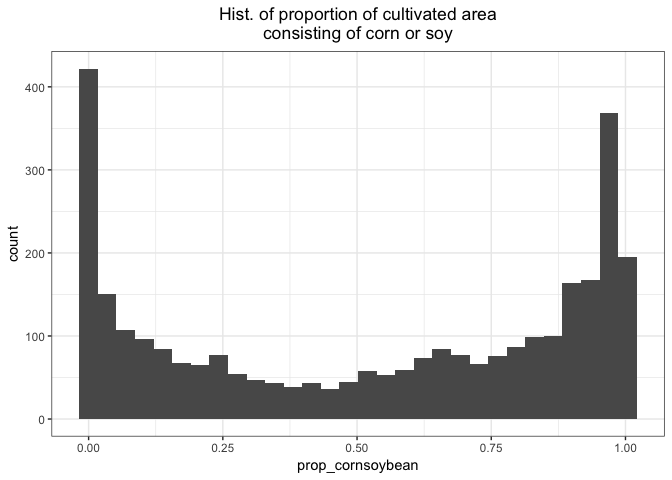 Hist. of proportion of cultivated area
consisting of corn or soy
count
400
300
200
100
0
0.00 0.25 0.50 0.75 1.00
prop_cornsoybean